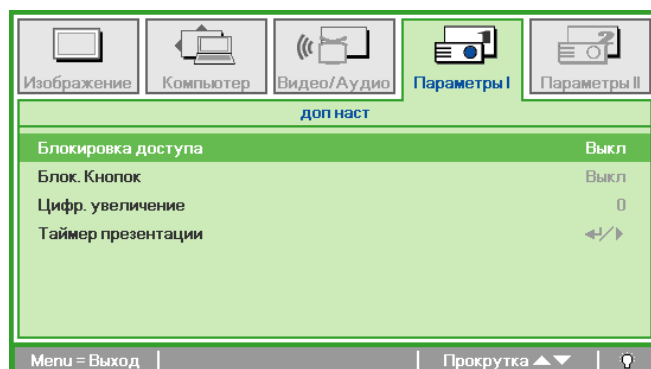 Изображение
Компьютер
Видео/Аудио
Параметры I
Параметры II
доп наст
Блокировка доступа Выкл
Блок. Кнопок Выкл
Цифр. увеличение 0
Таймер презентации
Menu = Выход Прокрутка